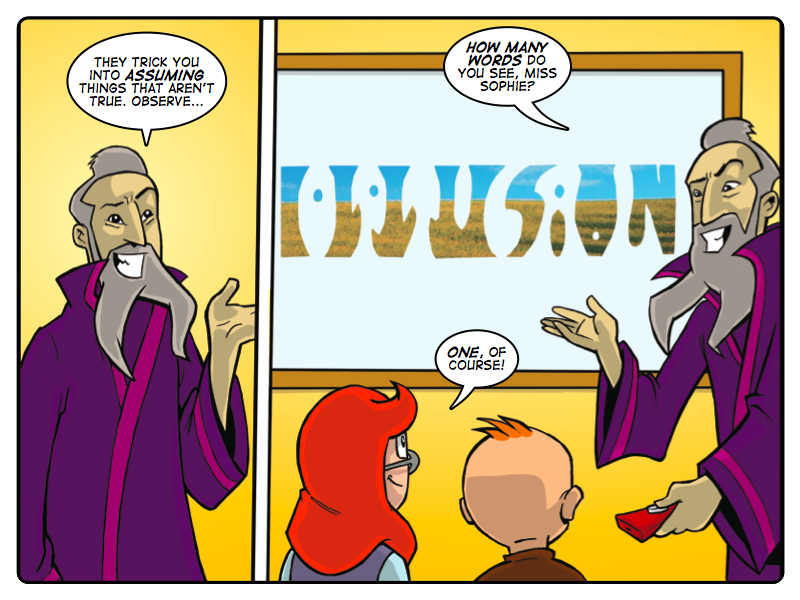 THEY TRICK YOU
INTO ASSUMING
THINGS THAT AREN'T
TRUE. OBSERVE...
HOW MANY
WORDS DO
YOU SEE, MISS
SOPHIE?
ILLUSION
ONE, OF
COURSE!